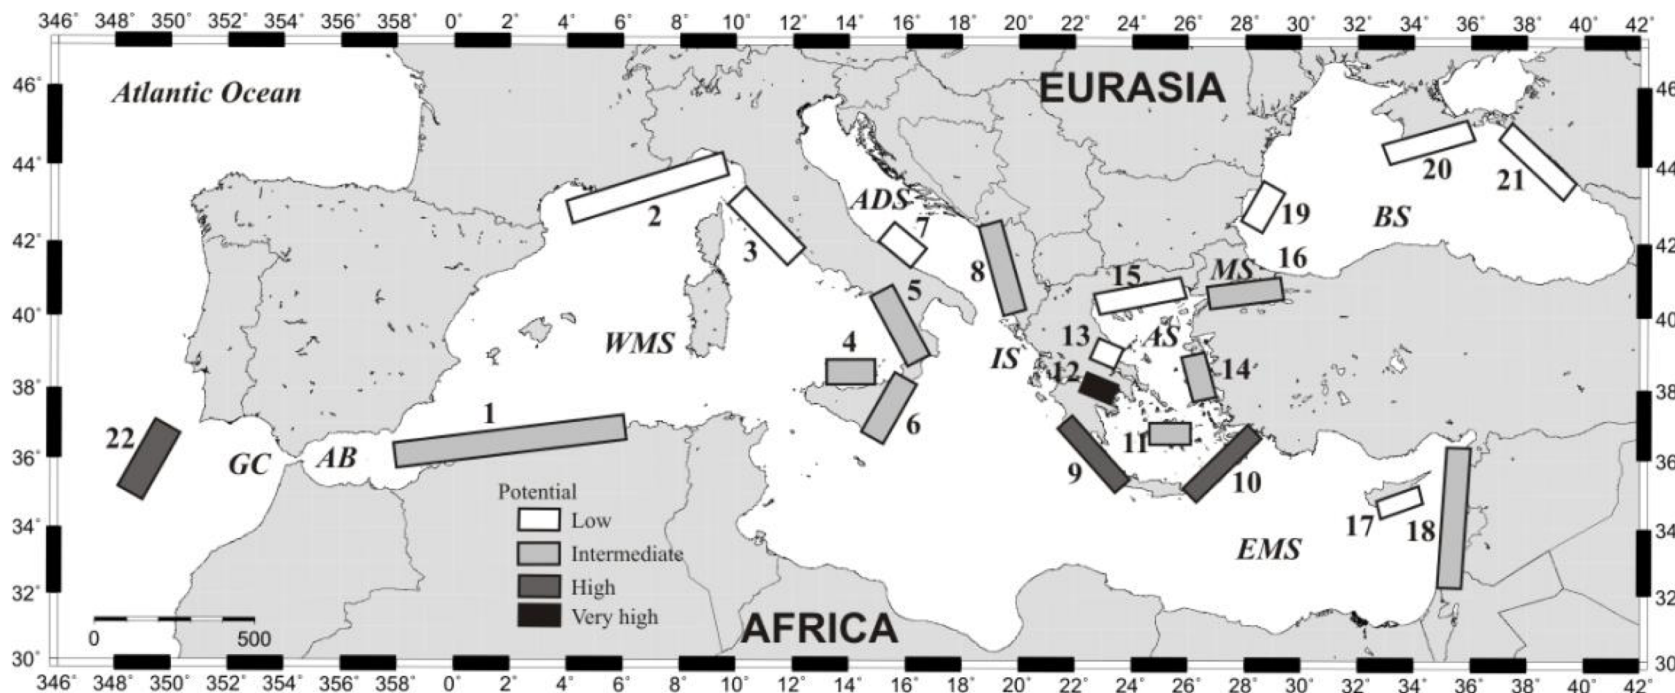 346° 348° 350° 352° 354° 356° 358° 0° 2° 4° 6° 8° 10° 12° 14° 16° 18° 20° 22° 24° 26° 28° 30° 32° 34° 36° 38° 40° 42°
46° Atlantic Ocean EURASIA 46
44° 20 21 44
2 ADS 7 19 BS
42° 3 8 16 42
15 MS
40° 5 13 AS 40
WMS 4 IS
38° 12 14 38
1 6 11
22 GC AB
36° 9 10 36
Potential
Low 17 18
34° Intermediate EMS 34
High
32° Very high 32
0 500 AFRICA
30° 30
346° 348° 350° 352° 354° 356° 358° 0° 2° 4° 6° 8° 10° 12° 14° 16° 18° 20° 22° 24° 26° 28° 30° 32° 34° 36° 38° 40° 42°